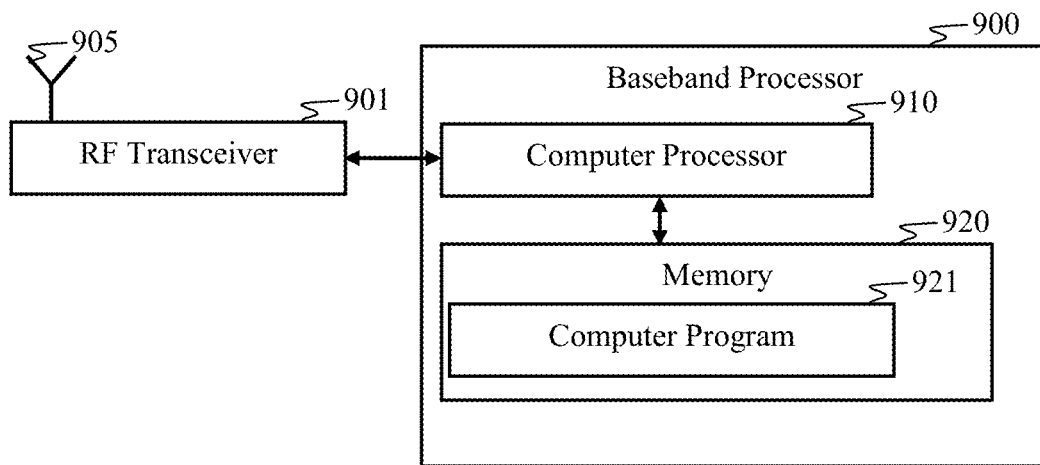 905
900
Baseband Processor
901
910
RF Transceiver
Computer Processor
920
Memory
921
Computer Program